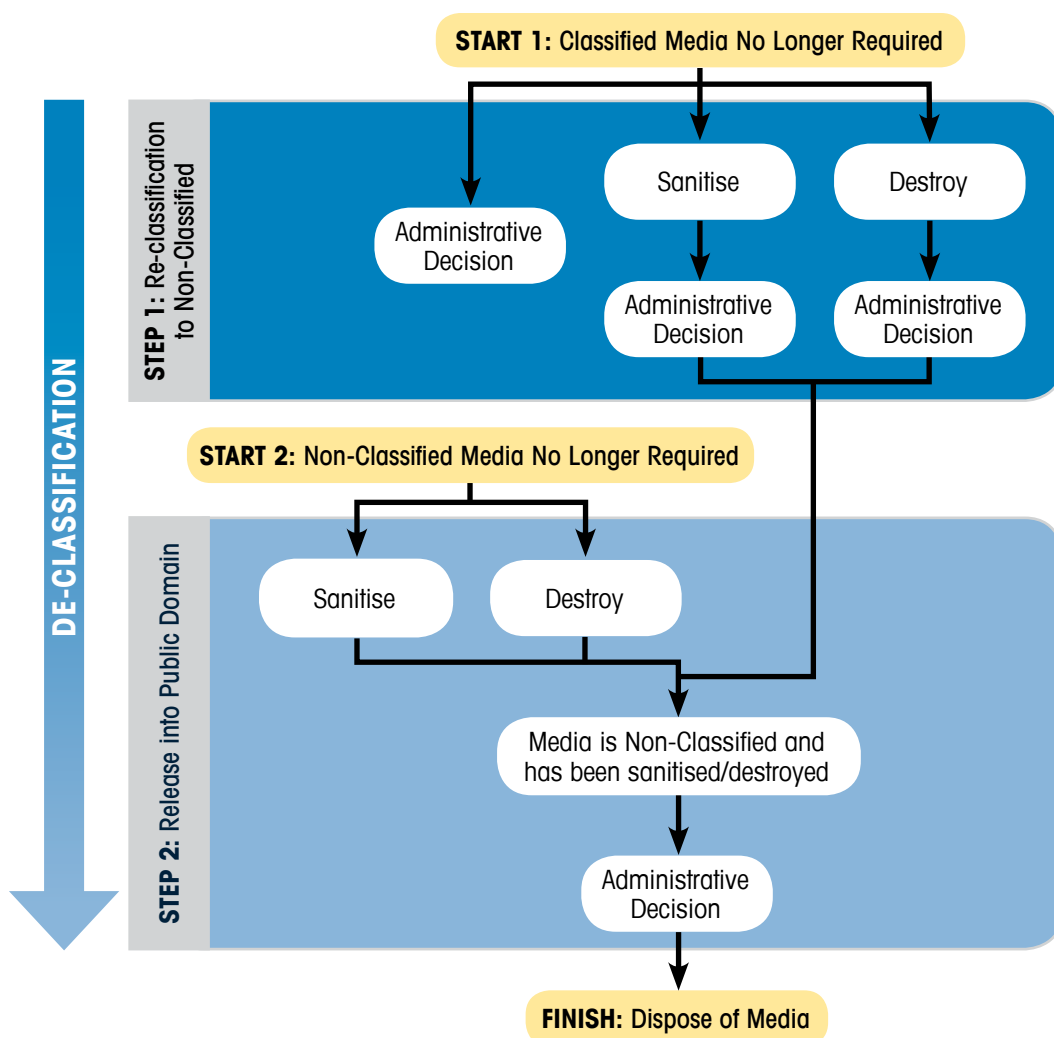 START 1: Classified Media No Longer Required
DE-CLASSIFICATION
STEP 1: Re-classification
to Non-Classified
Sanitise
Destroy
Administrative
Decision
Administrative
Decision
Administrative
Decision
START 2: Non-Classified Media No Longer Required
STEP 2: Release into Public Domain
Sanitise
Destroy
Media is Non-Classified and
has been sanitised/destroyed
Administrative
Decision
FINISH: Dispose of Media